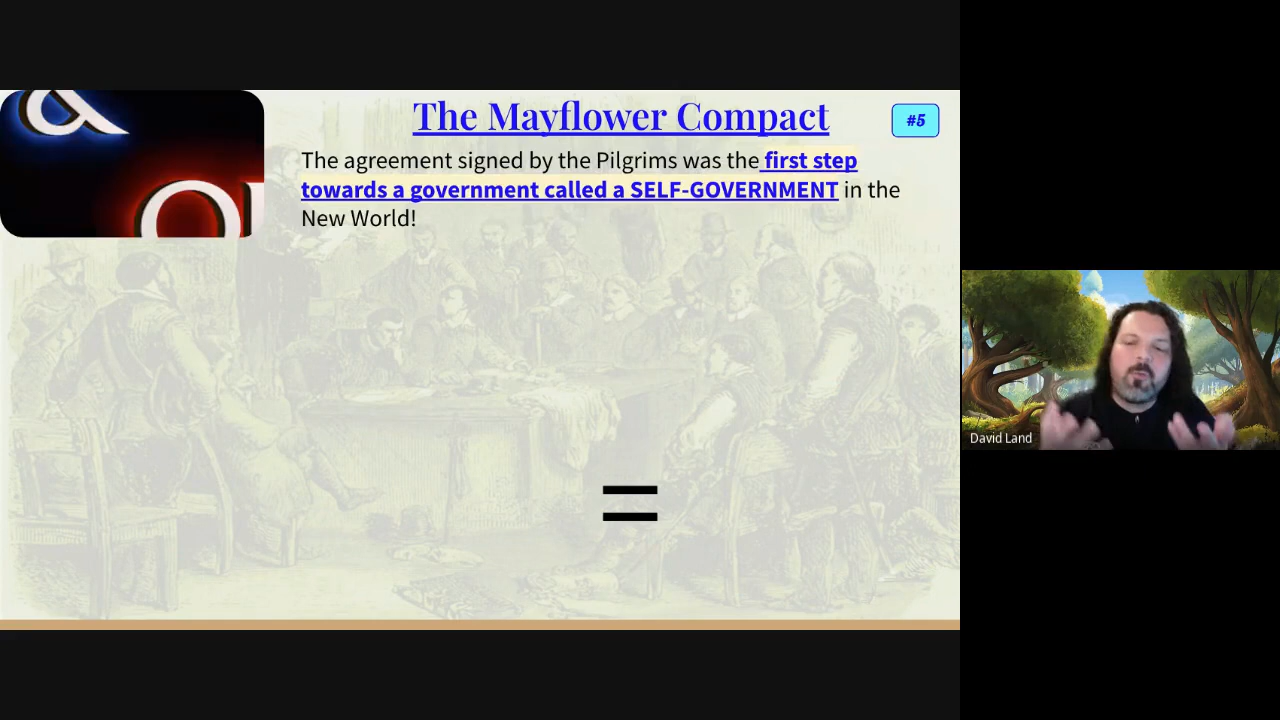 &
The Mayflower Compact
#5
The agreement signed by the Pilgrims was the first step
towards a government called a SELF-GOVERNMENT in the
New World!
=
David Land